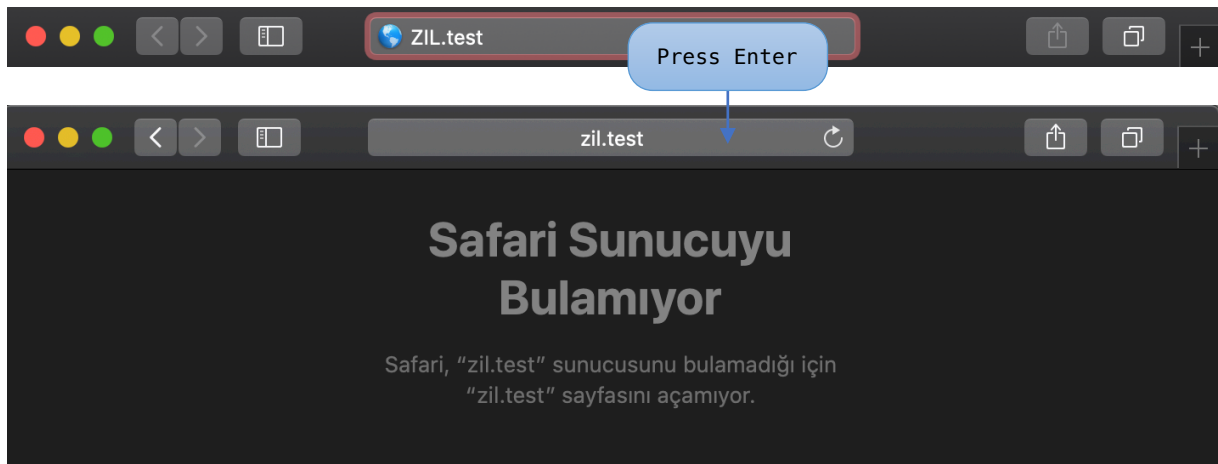 ZIL.test
Press Enter
zil.test
Safari Sunucuyu
Bulamıyor
Safari, “zil.test” sunucusunu bulamadığı için
“zil.test” sayfasını açamıyor.